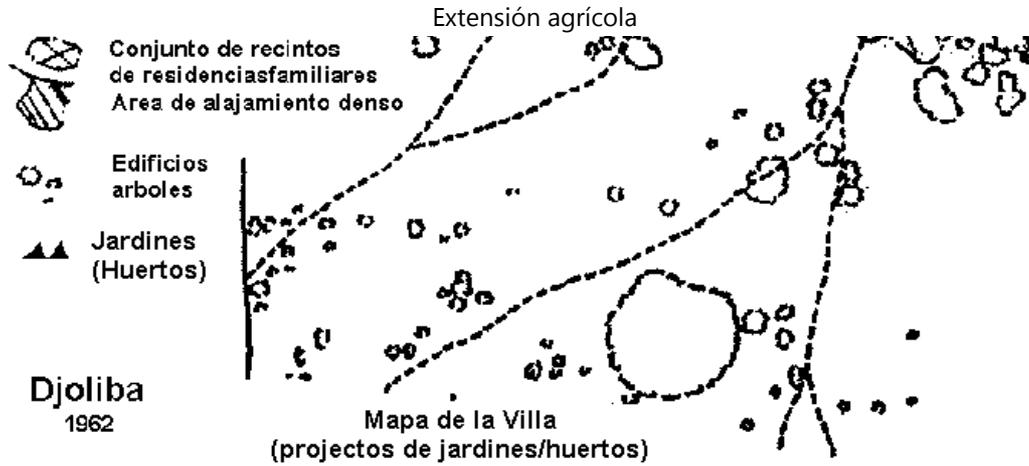 Extensión agrícola
Conjunto de recintos
de residenciasfamiliares
Area de alajamiento denso
Edificios
arboles
Jardines
(Huertos)
Djoliba
1962
Mapa de la Villa
(projectos de jardines/huertos)